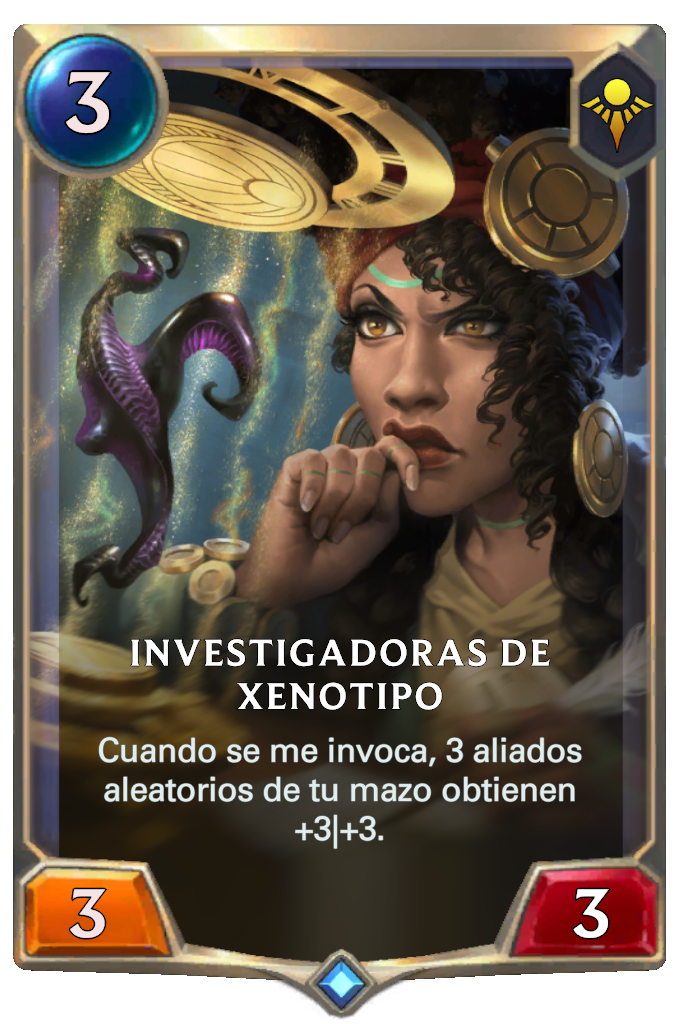 3
INVESTIGADORAS DE
XENOTIPO
Cuando se me invoca, 3 aliados
aleatorios de tu mazo obtienen
+3|+3.
3
3